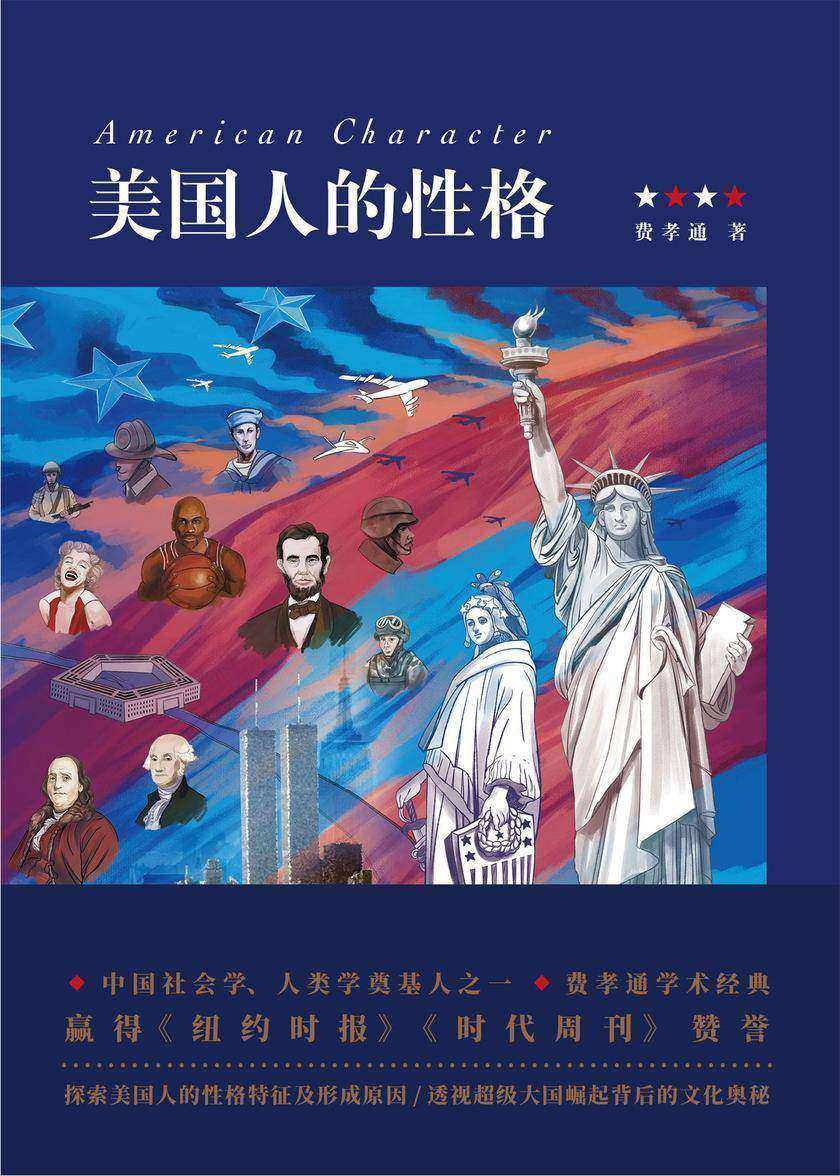 American Character
美国人的性格
费孝通 著
◆ 中国社会学、人类学奠基人之一 ◆ 费孝通学术经典
赢得《纽约时报》《时代周刊》赞誉
探索美国人的性格特征及形成原因 / 透视超级大国崛起背后的文化奥秘